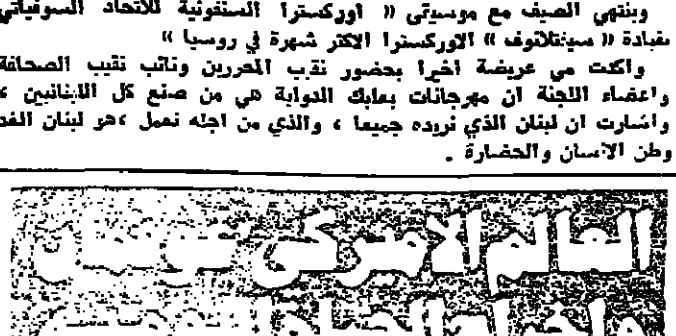 وينتهي الصيف مع موسيقى « اوركسترا السنفونية للاتحاد السوفياتي
بقيادة « سيفتلانوف » الاوركسترا الاكثر شهرة في روسيا »
واكدت مي عريضة اخيرا بحضور نقيب المحررين ونائب نقيب الصحافة
واعضاء اللجنة ان مهرجانات بعلبك الدولية هي من صنع كل اللبنانيين ،
واشارت ان لبنان الذي نريده جميعا ، والذي من اجله نعمل ،هو لبنان الغد
وطن الانسان والحضارة .
العالم الاميركي